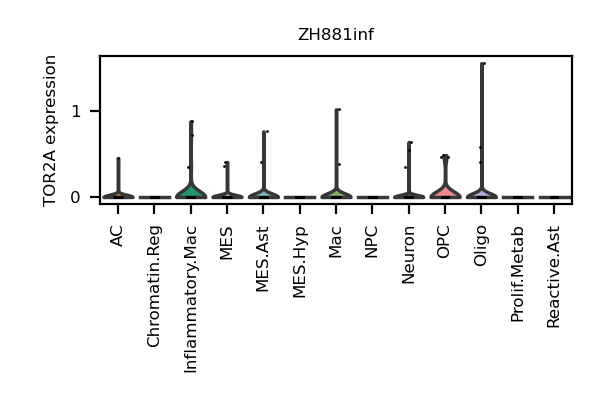 ZH881inf
TOR2A expression
1
0
AC
Chromatin.Reg
Inflammatory.Mac
MES
MES.Ast
MES.Hyp
Mac
NPC
Neuron
OPC
Oligo
Prolif.Metab
Reactive.Ast